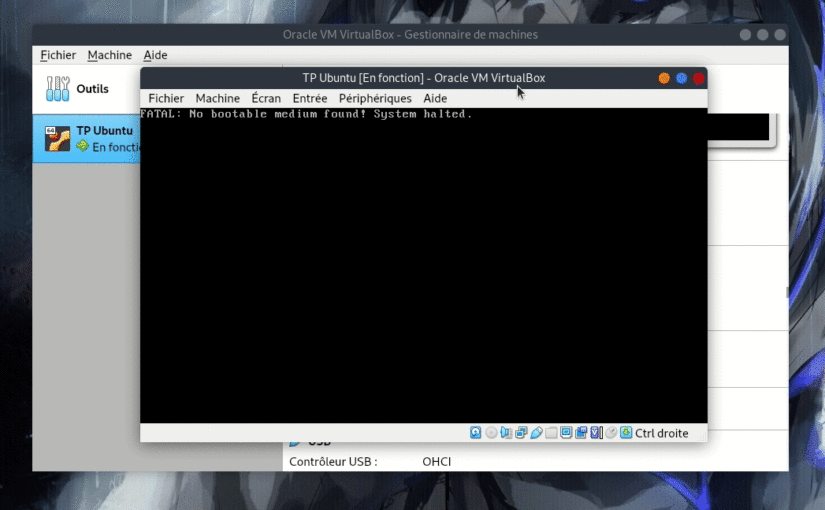 Oracle VM VirtualBox - Gestionnaire de machines
Fichier Machine Aide
Outils
TP Ubuntu [En fonction] - Oracle VM VirtualBox
Fichier Machine Écran Entrée Périphériques Aide
FATAL: No bootable medium found! System halted.
64
TP Ubuntu
En foncti
Ctrl droite
USB
Contrôleur USB : OHCI